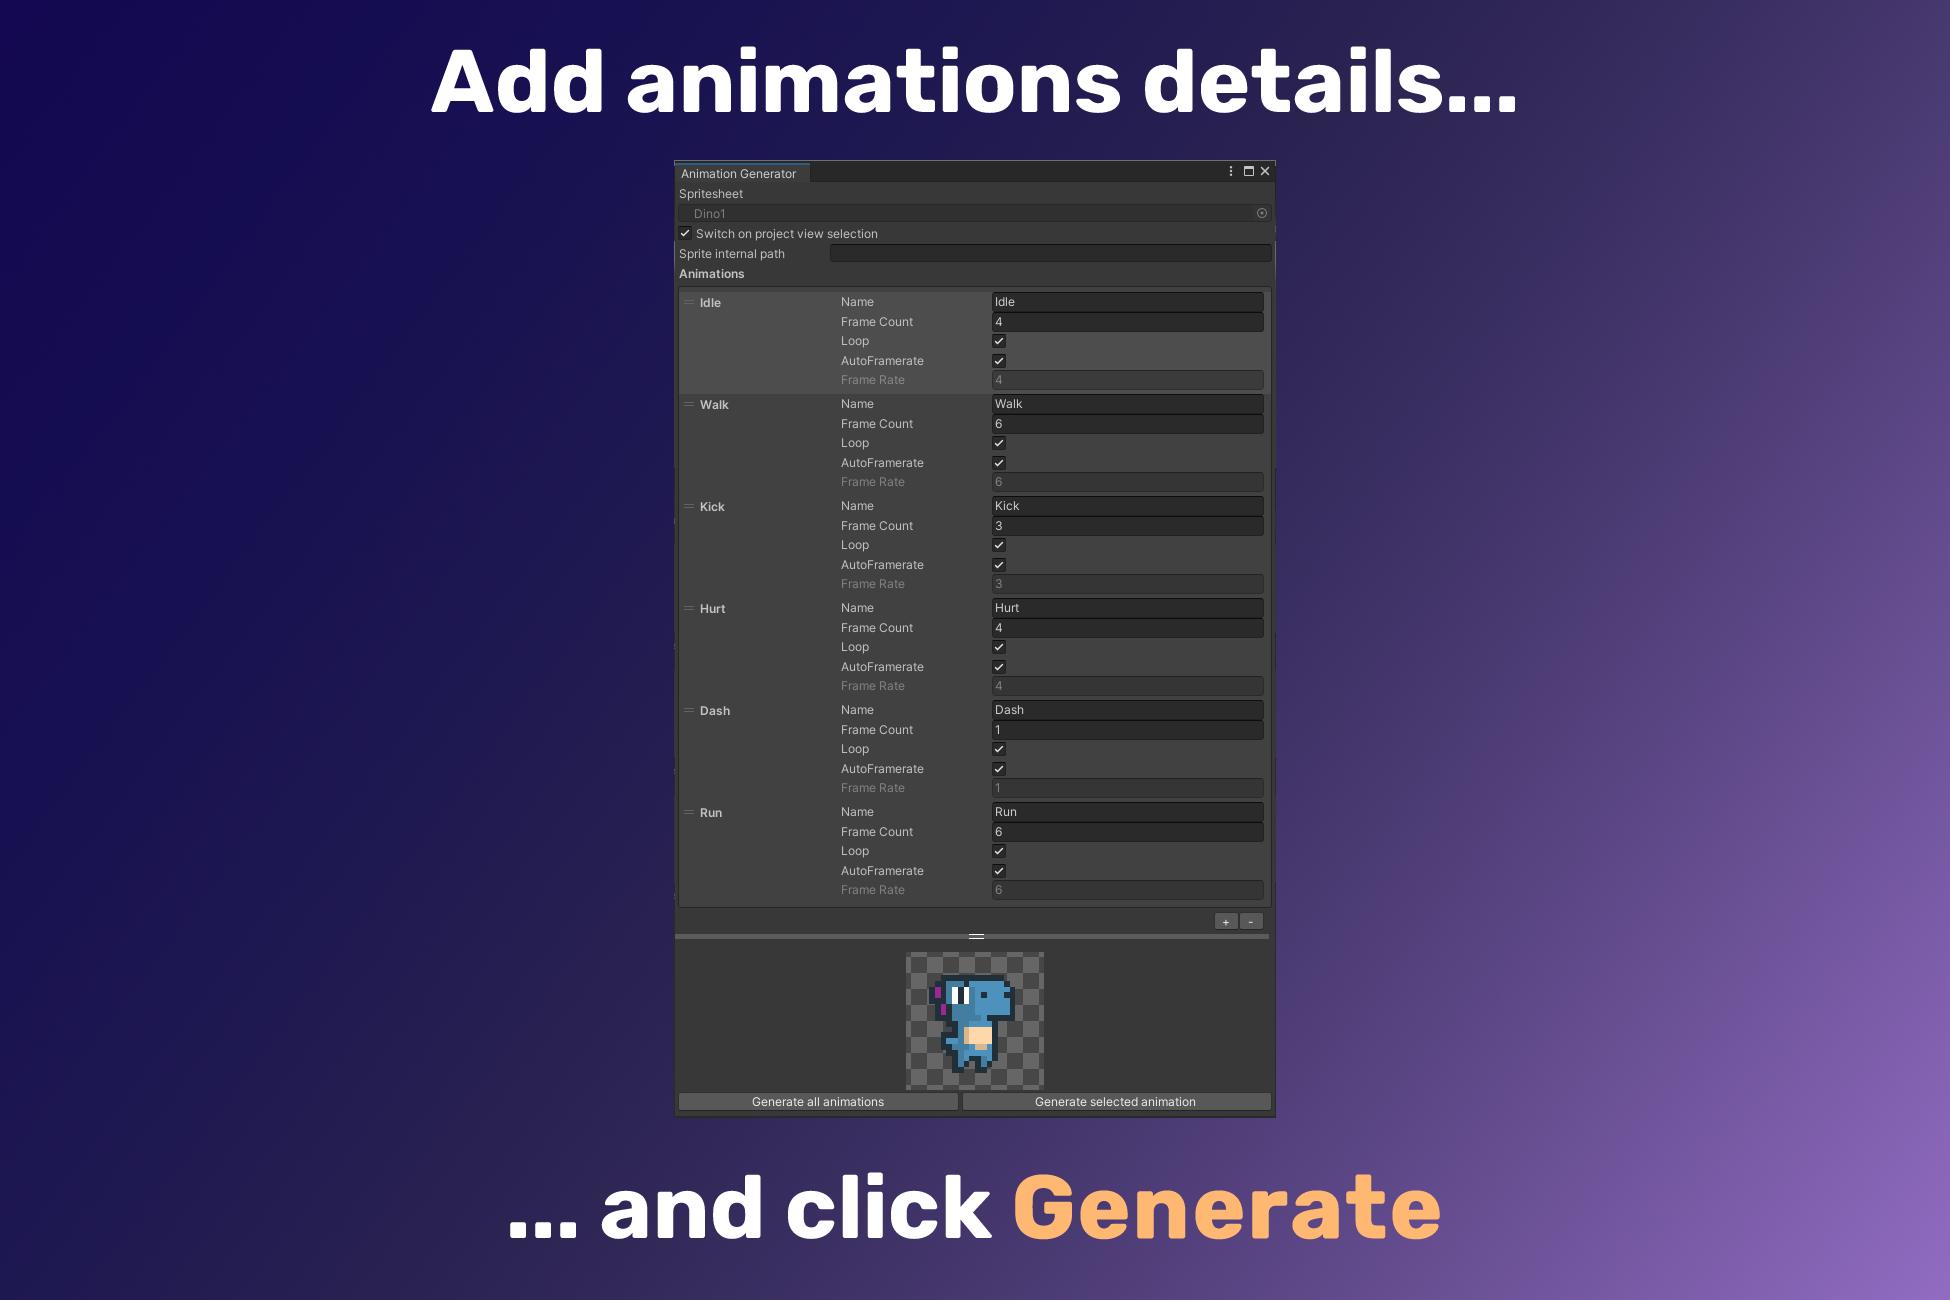 Add animations details...
Animation Generator
Spritesheet
Dino1
Switch on project view selection
Sprite internal path
Animations
Idle
Name Idle
Frame Count 4
Loop
AutoFramerate
Frame Rate 4
Walk
Name Walk
Frame Count 6
Loop
AutoFramerate
Frame Rate 6
Kick
Name Kick
Frame Count 3
Loop
AutoFramerate
Frame Rate 3
Hurt
Name Hurt
Frame Count 4
Loop
AutoFramerate
Frame Rate 4
Dash
Name Dash
Frame Count 1
Loop
AutoFramerate
Frame Rate 1
Run
Name Run
Frame Count 6
Loop
AutoFramerate
Frame Rate 6
+ -
Generate all animations Generate selected animation
... and click Generate